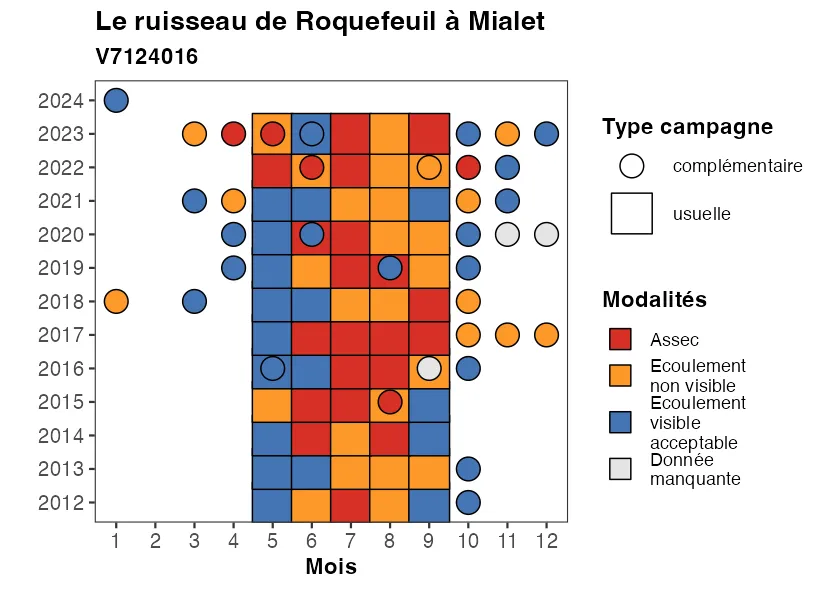 Le ruisseau de Roquefeuil à Mialet
V7124016
2024
2023
2022
2021
2020
2019
2018
2017
2016
2015
2014
2013
2012
1 2 3 4 5 6 7 8 9 10 11 12
Mois
Type campagne
complémentaire
usuelle
Modalités
Assec
Ecoulement
non visible
Ecoulement
visible
acceptable
Donnée
manquante